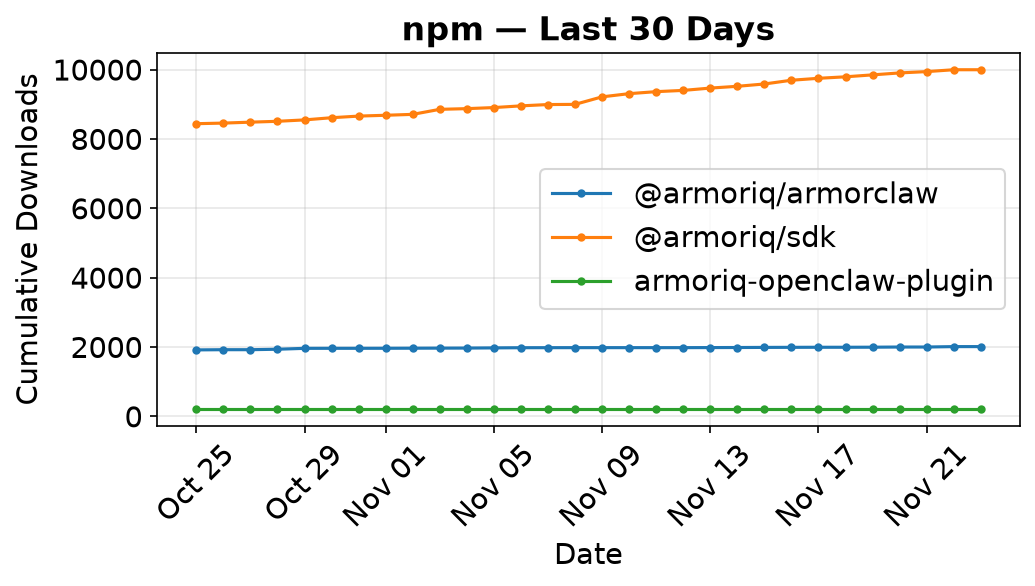 npm — Last 30 Days
Cumulative Downloads
10000
8000
6000
4000
2000
0
@armoriq/armorclaw
@armoriq/sdk
armoriq-openclaw-plugin
Oct 25
Oct 29
Nov 01
Nov 05
Nov 09
Nov 13
Nov 17
Nov 21
Date